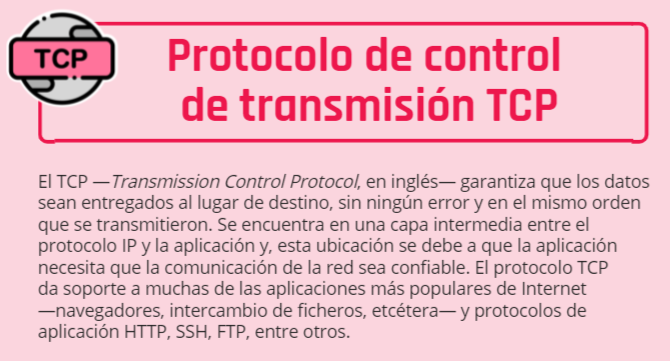 TCP
Protocolo de control
de transmisión TCP
El TCP —Transmission Control Protocol, en inglés— garantiza que los datos
sean entregados al lugar de destino, sin ningún error y en el mismo orden
que se transmitieron. Se encuentra en una capa intermedia entre el
protocolo IP y la aplicación y, esta ubicación se debe a que la aplicación
necesita que la comunicación de la red sea confiable. El protocolo TCP
da soporte a muchas de las aplicaciones más populares de Internet
—navegadores, intercambio de ficheros, etcétera— y protocolos de
aplicación HTTP, SSH, FTP, entre otros.